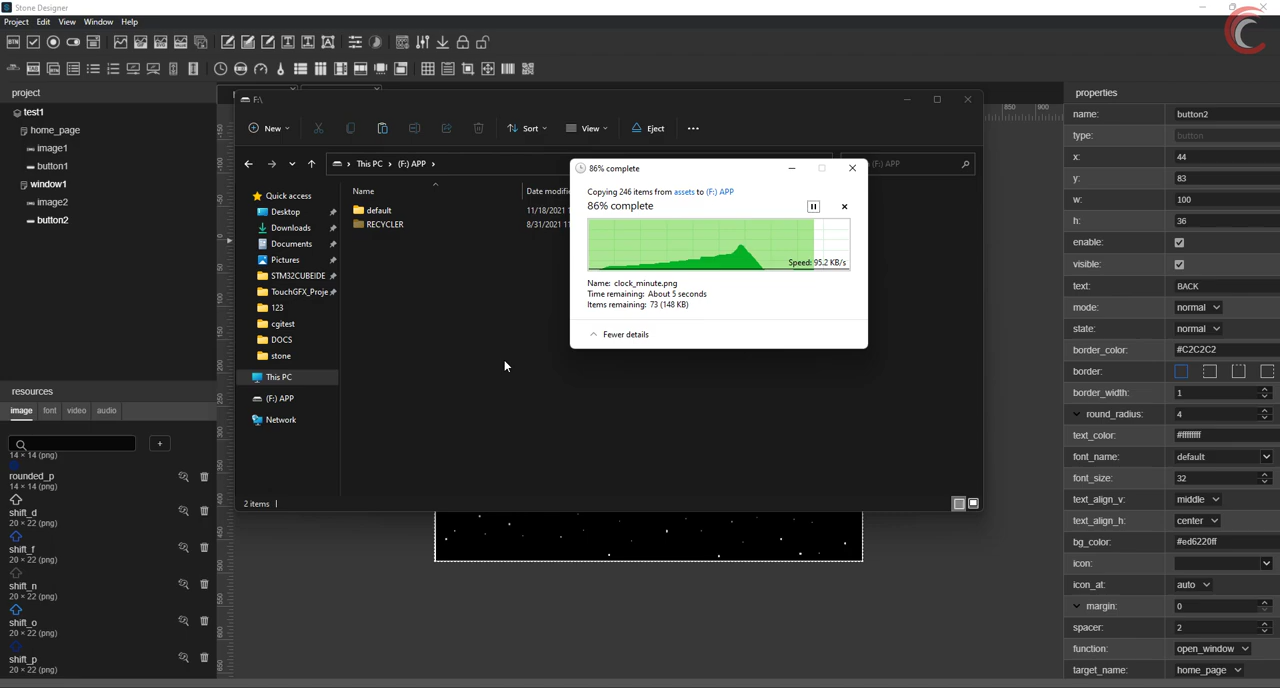 Stone Designer
Project Edit View Window Help
project
test1
home_page
image1
button1
window1
image2
button2
resources
image font video audio
+
14 × 14 (png)
rounded_p
14 × 14 (png)
shift_d
20 × 22 (png)
shift_f
20 × 22 (png)
shift_n
20 × 22 (png)
shift_o
20 × 22 (png)
shift_p
20 × 22 (png)
F:\
New Sort View Eject
This PC (F:) APP
(F:) APP
Quick access
Desktop
Downloads
Documents
Pictures
STM32CUBEIDE
TouchGFX_Proje
123
cgitest
DOCS
stone
This PC
(F:) APP
Network
Name Date modifi
default 11/18/2021
RECYCLER 8/31/2021 11
2 items
86% complete
Copying 246 items from assets to (F:) APP
86% complete
Speed: 95.2 KB/s
Name: clock_minute.png
Time remaining: About 5 seconds
Items remaining: 73 (148 KB)
Fewer details
850 900
properties
name: button2
type: button
x: 44
y: 83
w: 100
h: 36
enable:
visible:
text: BACK
mode: normal
state: normal
border_color: #C2C2C2
border:
border_width: 1
round_radius: 4
text_color: #ffffffff
font_name: default
font_size: 32
text_align_v: middle
text_align_h: center
bg_color: #ed6220ff
icon:
icon_at: auto
margin: 0
spacer: 2
function: open_window
target_name: home_page